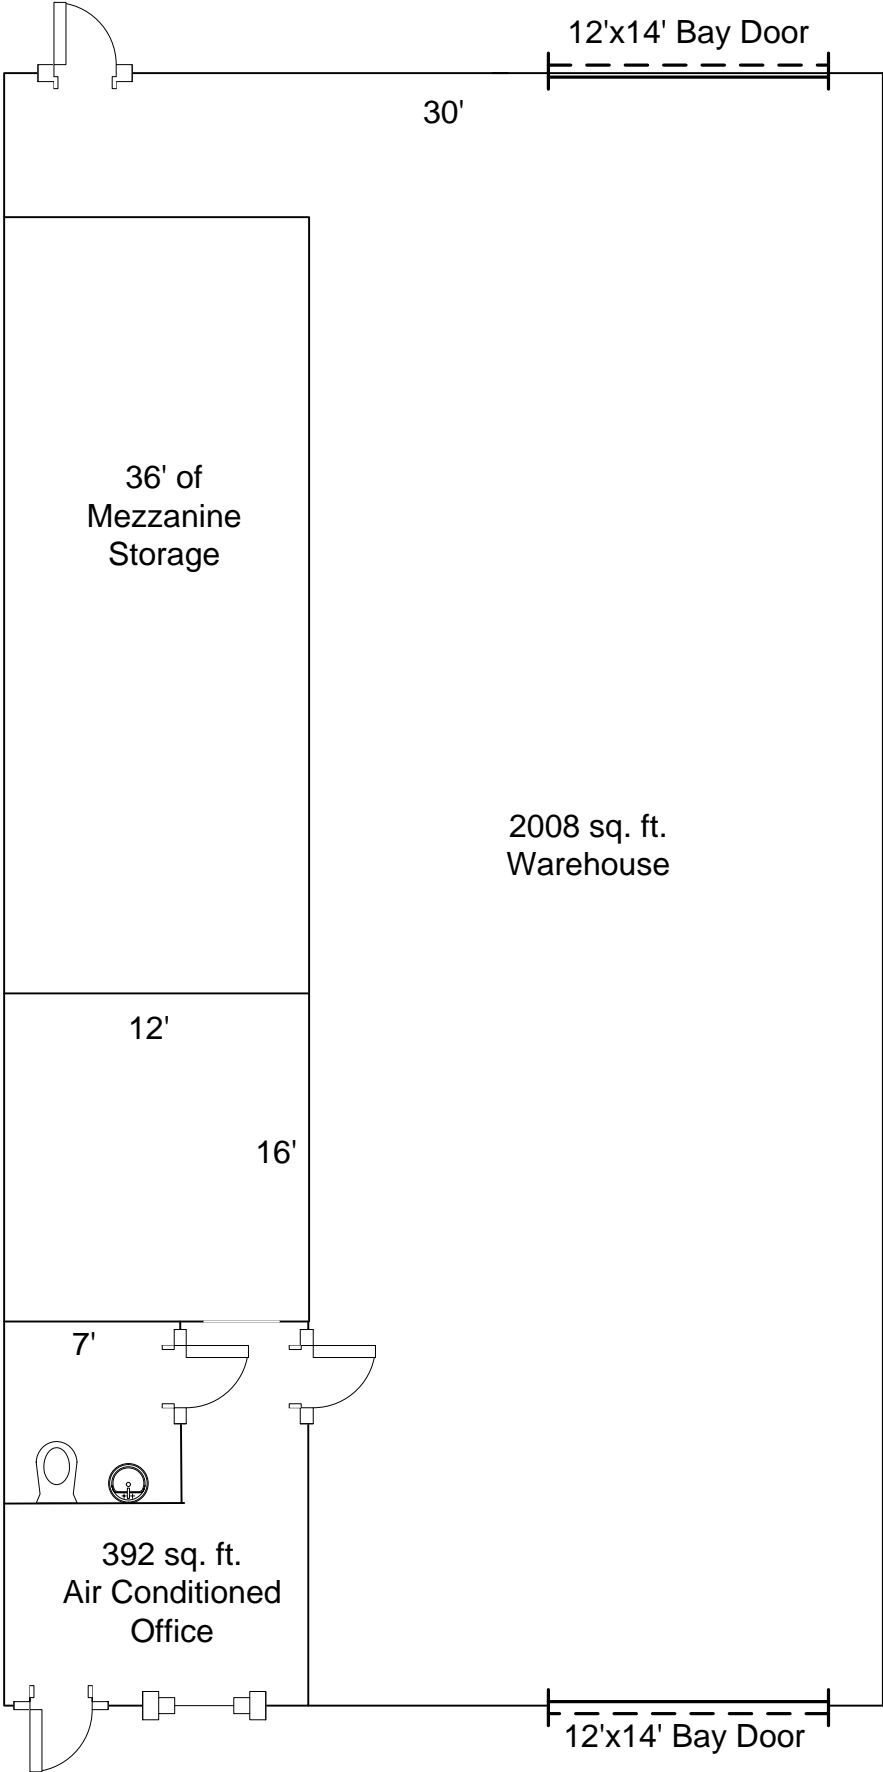 12'x14' Bay Door
30'
36' of
Mezzanine
Storage
2008 sq. ft.
Warehouse
12'
16'
7'
392 sq. ft.
Air Conditioned
Office
12'x14' Bay Door